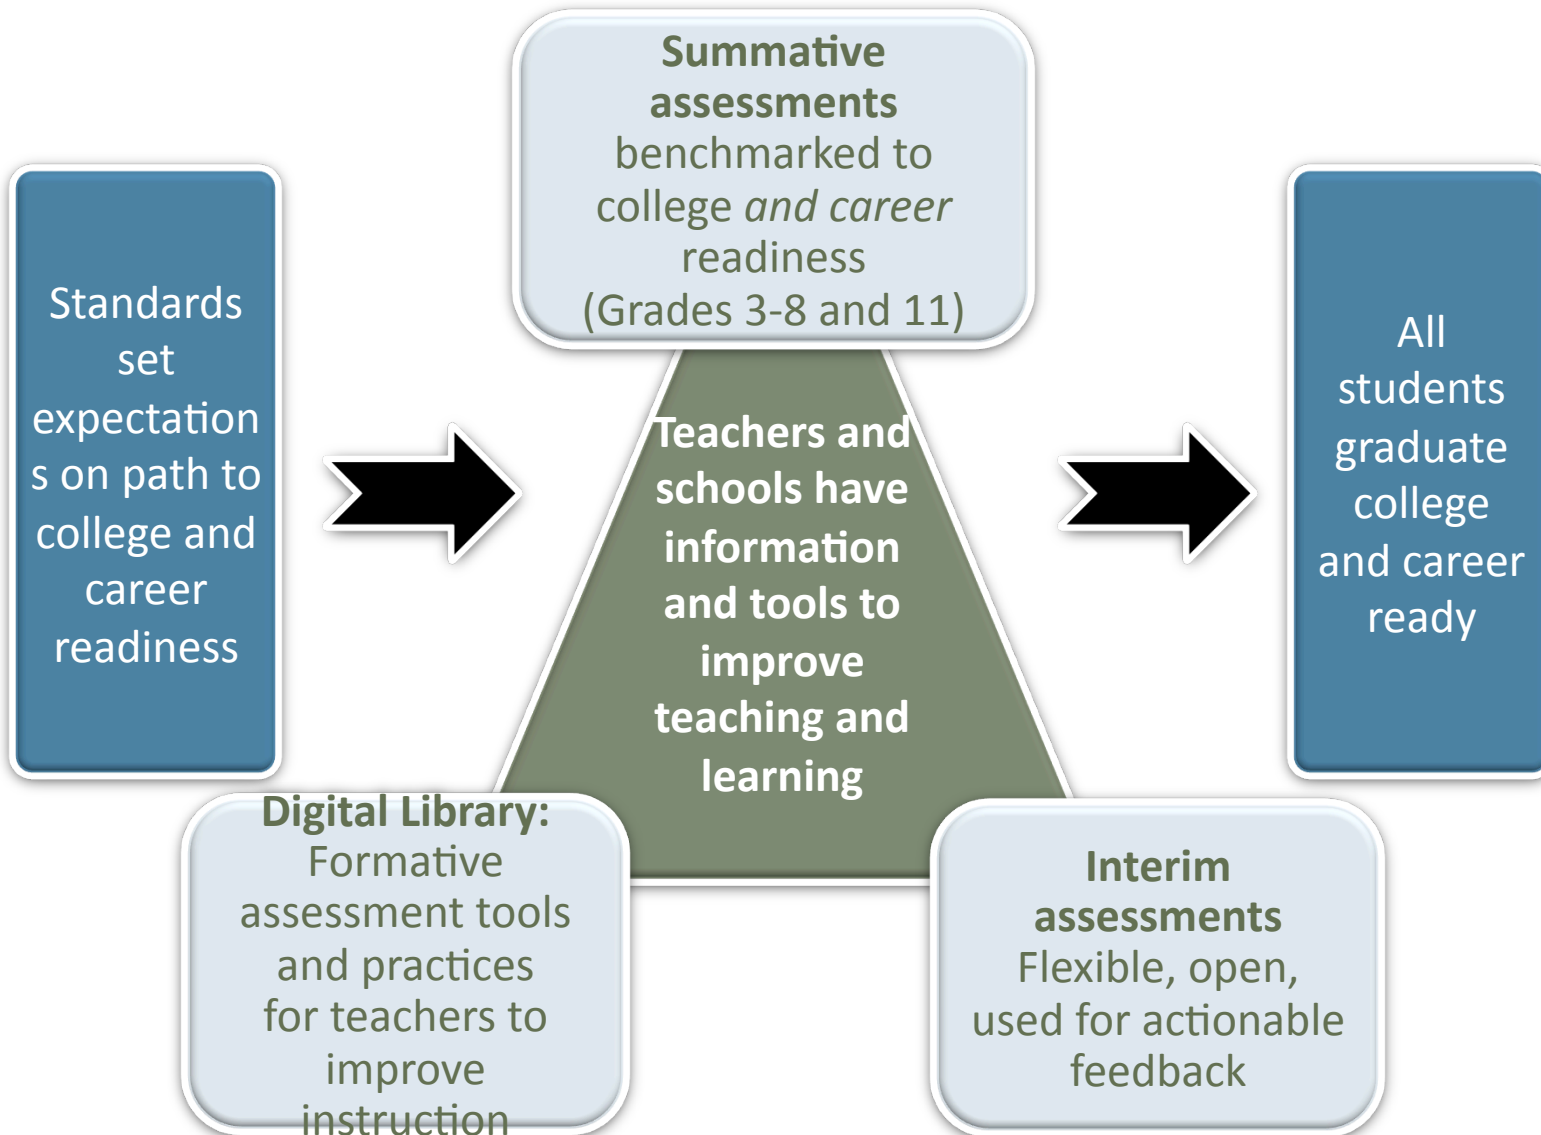 Standards
set
expectation
s on path to
college and
career
readiness
Summative
assessments
benchmarked to
college and career
readiness
(Grades 3-8 and 11)
Teachers and
schools have
information
and tools to
improve
teaching and
learning
Digital Library:
Formative
assessment tools
and practices
for teachers to
improve
instruction
Interim
assessments
Flexible, open,
used for actionable
feedback
All
students
graduate
college
and career
ready